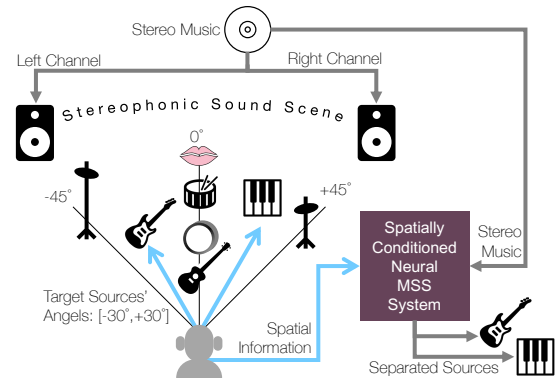 Stereo Music
Left Channel
Right Channel
Stereophonic Sound Scene
0°
-45°
+45°
Target Sources'
Angels: [-30°,+30°]
Spatial
Information
Spatially
Conditioned
Neural
MSS
System
Stereo
Music
Separated Sources